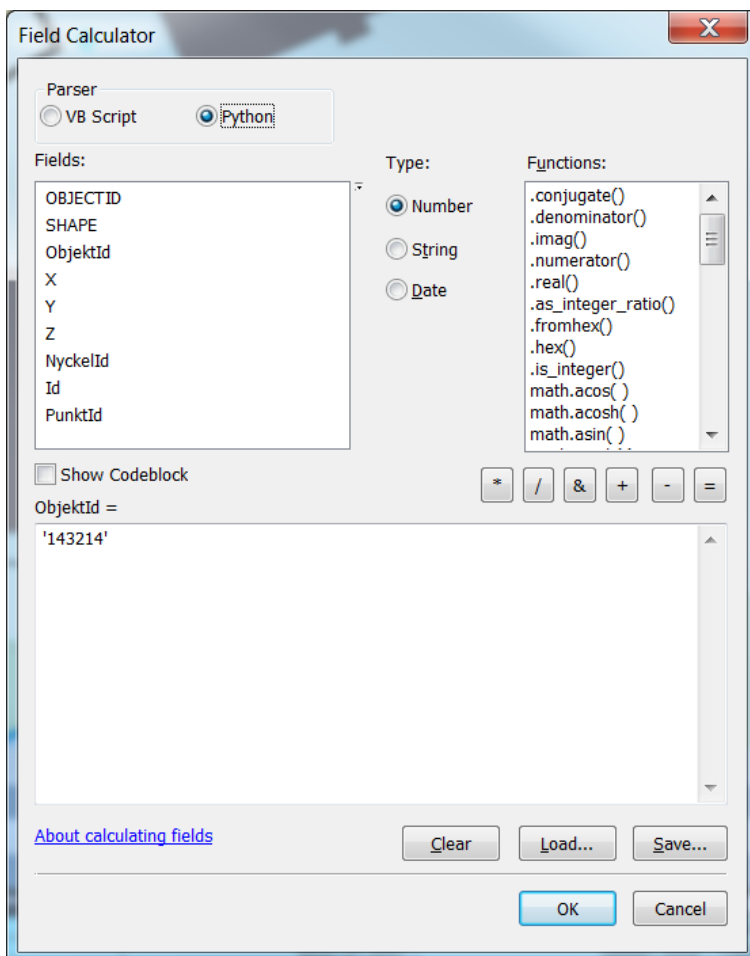 Field Calculator
Parser
VB Script
Python
Fields:
OBJECTID
SHAPE
ObjektId
X
Y
Z
NyckelId
Id
PunktId
Type:
Number
String
Date
Functions:
.conjugate()
.denominator()
.imag()
.numerator()
.real()
.as_integer_ratio()
.fromhex()
.hex()
.is_integer()
math.acos( )
math.acosh( )
math.asin( )
Show Codeblock
* / & + - =
ObjektId =
'143214'
About calculating fields
Clear
Load...
Save...
OK
Cancel